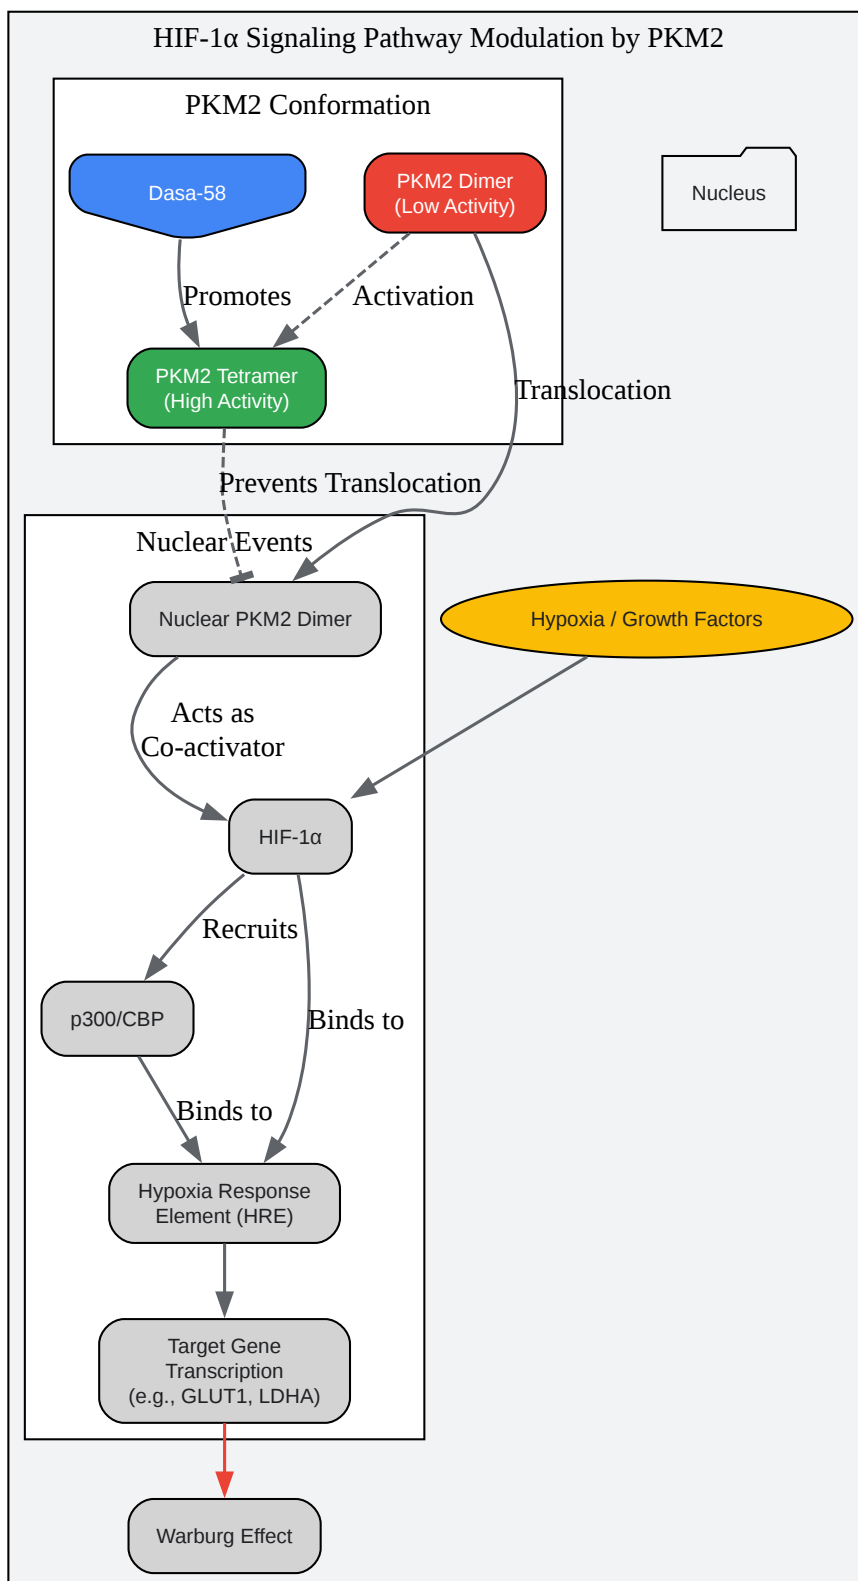 HIF-1α Signaling Pathway Modulation by PKM2
PKM2 Conformation
Dasa-58
PKM2 Dimer
(Low Activity)
Nucleus
Promotes
Activation
PKM2 Tetramer
(High Activity)
Translocation
Prevents Translocation
Nuclear Events
Nuclear PKM2 Dimer
Hypoxia / Growth Factors
Acts as
Co-activator
HIF-1α
Recruits
p300/CBP
Binds to
Binds to
Hypoxia Response
Element (HRE)
Target Gene
Transcription
(e.g., GLUT1, LDHA)
Warburg Effect